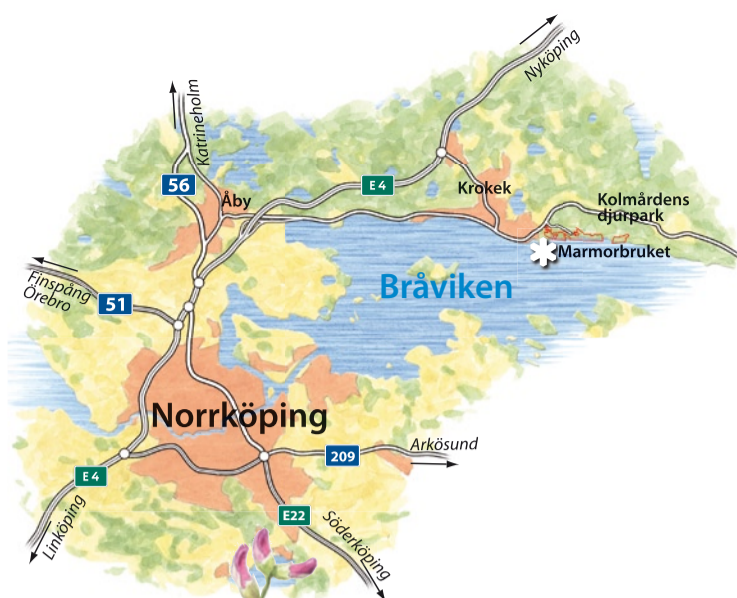 Nyköping
Katrineholm
56
Åby
E 4
Krokek
Kolmårdens
djurpark
Marmorbruket
Finspång
Örebro
51
Bråviken
Norrköping
Arkösund
209
E 4
Linköping
E22
Söderköping